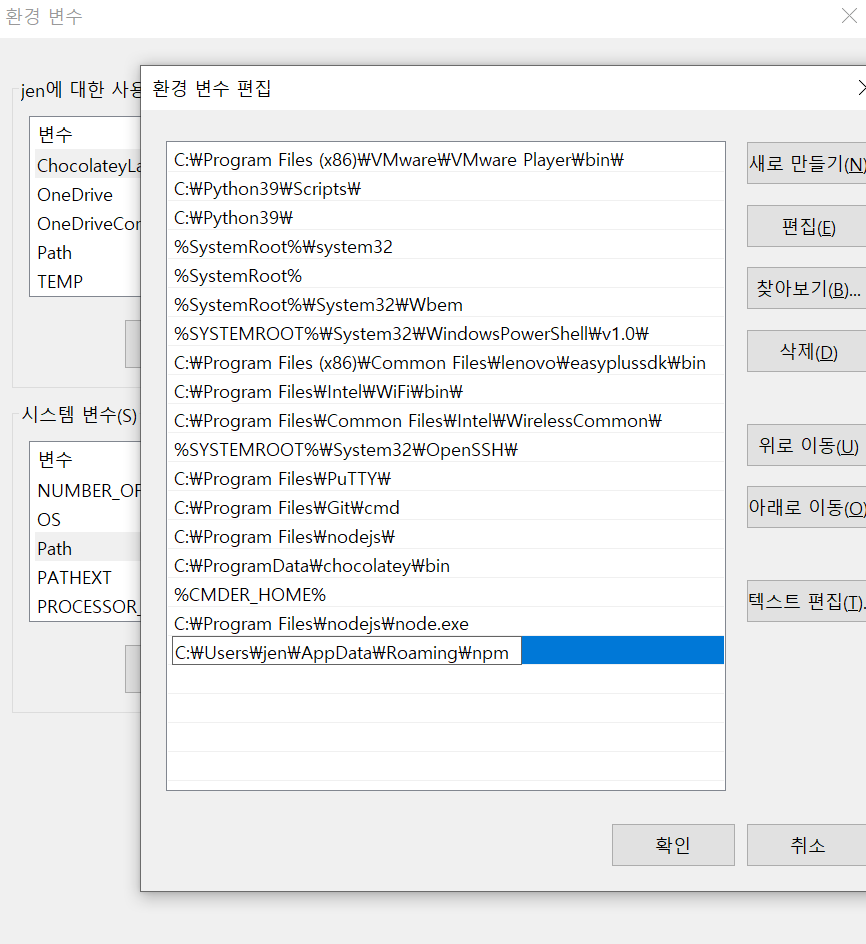 환경 변수
jen에 대한 사용
변수
ChocolateyLa
OneDrive
OneDriveCon
Path
TEMP
시스템 변수(S)
변수
NUMBER_OF
OS
Path
PATHEXT
PROCESSOR_
환경 변수 편집
C:₩Program Files (x86)₩VMware₩VMware Player₩bin₩
C:₩Python39₩Scripts₩
C:₩Python39₩
%SystemRoot%₩system32
%SystemRoot%
%SystemRoot%₩System32₩Wbem
%SYSTEMROOT%₩System32₩WindowsPowerShell₩v1.0₩
C:₩Program Files (x86)₩Common Files₩lenovo₩easyplussdk₩bin
C:₩Program Files₩Intel₩WiFi₩bin₩
C:₩Program Files₩Common Files₩Intel₩WirelessCommon₩
%SYSTEMROOT%₩System32₩OpenSSH₩
C:₩Program Files₩PuTTY₩
C:₩Program Files₩Git₩cmd
C:₩Program Files₩nodejs₩
C:₩ProgramData₩chocolatey₩bin
%CMDER_HOME%
C:₩Program Files₩nodejs₩node.exe
C:₩Users₩jen₩AppData₩Roaming₩npm
새로 만들기(N)
편집(E)
찾아보기(B)...
삭제(D)
위로 이동(U)
아래로 이동(O)
텍스트 편집(T).
확인
취소